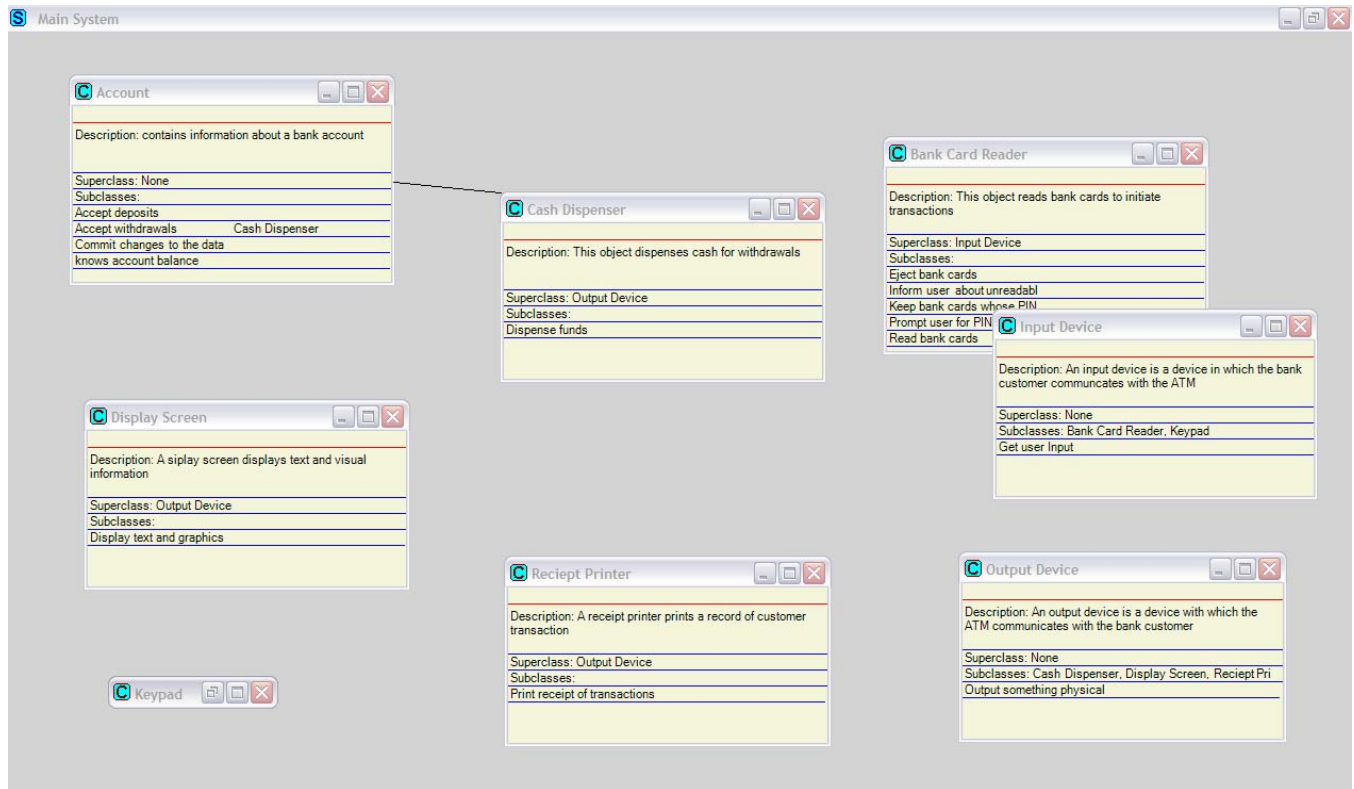 S Main System
C Account
Description: contains information about a bank account
Superclass: None
Subclasses:
Accept deposits
Accept withdrawals Cash Dispenser
Commit changes to the data
knows account balance
C Cash Dispenser
Description: This object dispenses cash for withdrawals
Superclass: Output Device
Subclasses:
Dispense funds
C Bank Card Reader
Description: This object reads bank cards to initiate
transactions
Superclass: Input Device
Subclasses:
Eject bank cards
Inform user about unreadabl
Keep bank cards whose PIN
Prompt user for PIN
Read bank cards
C Input Device
Description: An input device is a device in which the bank
customer communcates with the ATM
Superclass: None
Subclasses: Bank Card Reader, Keypad
Get user Input
C Display Screen
Description: A siplay screen displays text and visual
information
Superclass: Output Device
Subclasses:
Display text and graphics
C Reciept Printer
Description: A receipt printer prints a record of customer
transaction
Superclass: Output Device
Subclasses:
Print receipt of transactions
C Output Device
Description: An output device is a device with which the
ATM communicates with the bank customer
Superclass: None
Subclasses: Cash Dispenser, Display Screen, Reciept Pri
Output something physical
C Keypad